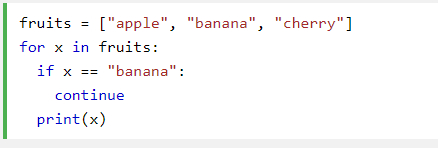 fruits = ["apple", "banana", "cherry"]
for x in fruits:
  if x == "banana":
    continue
  print(x)